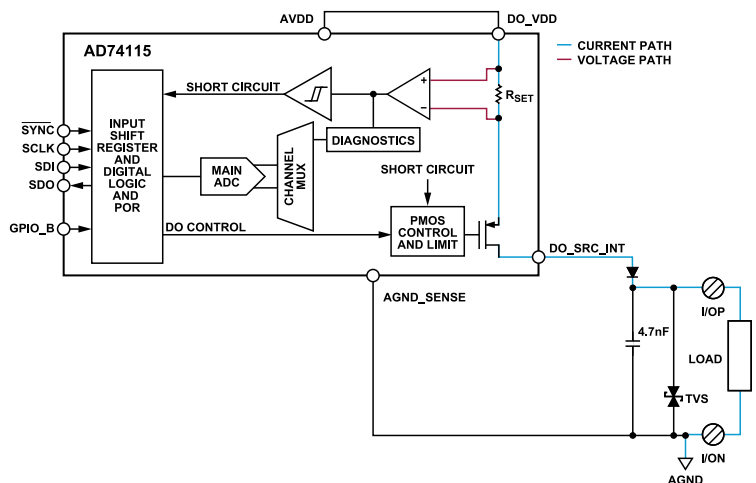 AVDD
DO_VDD
AD74115
CURRENT PATH
VOLTAGE PATH
SHORT CIRCUIT
+
−
RSET
SYNC
SCLK
SDI
SDO
GPIO_B
INPUT
SHIFT
REGISTER
AND DIGITAL
LOGIC
AND
POR
DIAGNOSTICS
MAIN
ADC
CHANNEL
MUX
SHORT CIRCUIT
DO CONTROL
PMOS
CONTROL
AND LIMIT
DO_SRC_INT
AGND_SENSE
I/OP
4.7nF
LOAD
TVS
I/ON
AGND